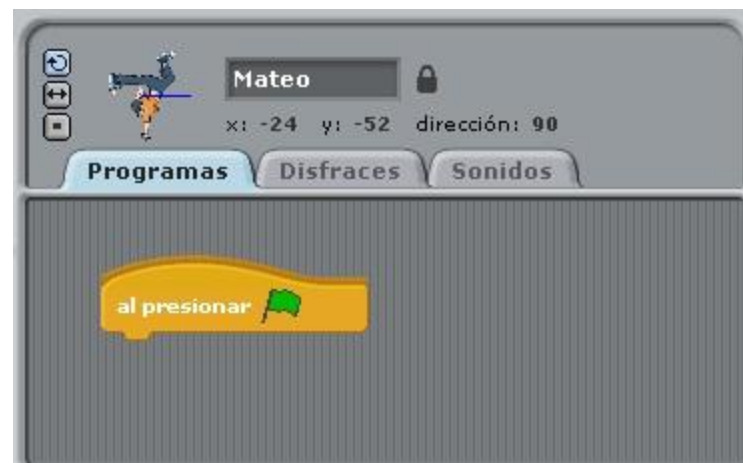 Mateo
x: -24 y: -52 dirección: 90
Programas Disfraces Sonidos
al presionar